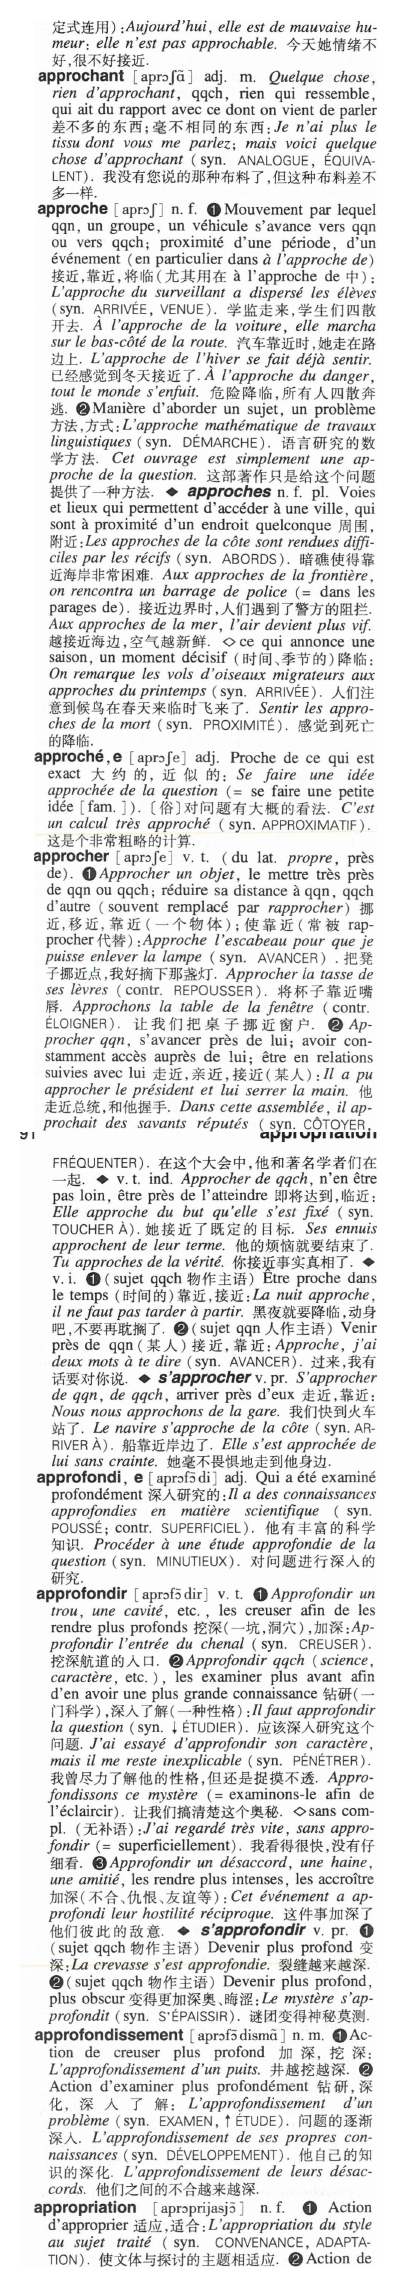 定式连用) :Aujourd'hui, elle est de mauvaise hu-
meur: elle n'est pas approchable. 今天她情绪不
好,很不好接近.
approchant [aprɔʃɑ̃] adj. m. Quelque chose,
rien d'approchant, qqch, rien qui ressemble,
qui ait du rapport avec ce dont on vient de parler
差不多的东西;毫不相同的东西:Je n'ai plus le
tissu dont vous me parlez; mais voici quelque
chose d'approchant (syn. ANALOGUE, ÉQUIVA-
LENT). 我没有您说的那种布料了,但这种布料差不
多一样.
approche [aprɔʃ] n. f. ❶Mouvement par lequel
qqn, un groupe, un véhicule s'avance vers qqn
ou vers qqch; proximité d'une période, d'un
événement (en particulier dans à l'approche de)
接近,靠近,将临(尤其用在 à l'approche de 中):
L'approche du surveillant a dispersé les élèves
(syn. ARRIVÉE, VENUE). 学监走来,学生们四散
开去. À l'approche de la voiture, elle marcha
sur le bas-côté de la route. 汽车靠近时,她走在路
边上. L'approche de l'hiver se fait déjà sentir.
已经感觉到冬天接近了. À l'approche du danger,
tout le monde s'enfuit. 危险降临,所有人四散奔
逃. ❷Manière d'aborder un sujet, un problème
方法,方式:L'approche mathématique de travaux
linguistiques (syn. DÉMARCHE). 语言研究的数
学方法. Cet ouvrage est simplement une ap-
proche de la question. 这部著作只是给这个问题
提供了一种方法. ◆ approches n. f. pl. Voies
et lieux qui permettent d'accéder à une ville, qui
sont à proximité d'un endroit quelconque 周围,
附近:Les approches de la côte sont rendues diffi-
ciles par les récifs (syn. ABORDS). 暗礁使得靠
近海岸非常困难. Aux approches de la frontière,
on rencontra un barrage de police (= dans les
parages de). 接近边界时,人们遇到了警方的阻拦.
Aux approches de la mer, l'air devient plus vif.
越接近海边,空气越新鲜. ◇ce qui annonce une
saison, un moment décisif (时间、季节的)降临:
On remarque les vols d'oiseaux migrateurs aux
approches du printemps (syn. ARRIVÉE). 人们注
意到候鸟在春天来临时飞来了. Sentir les appro-
ches de la mort (syn. PROXIMITÉ). 感觉到死亡
的降临.
approché, e [aprɔʃe] adj. Proche de ce qui est
exact 大约的,近似的: Se faire une idée
approchée de la question (= se faire une petite
idée [fam.]). 〔俗〕对问题有大概的看法. C'est
un calcul très approché (syn. APPROXIMATIF).
这是个非常粗略的计算.
approcher [aprɔʃe] v. t. (du lat. propre, près
de). ❶Approcher un objet, le mettre très près
de qqn ou qqch; réduire sa distance à qqn, qqch
d'autre (souvent remplacé par rapprocher) 挪
近,移近,靠近(一个物体);使靠近(常被 rap-
procher代替):Approche l'escabeau pour que je
puisse enlever la lampe (syn. AVANCER) . 把凳
子挪近点,我好摘下那盏灯. Approcher la tasse de
ses lèvres (contr. REPOUSSER). 将杯子靠近嘴
唇. Approchons la table de la fenêtre (contr.
ÉLOIGNER). 让我们把桌子挪近窗户. ❷Ap-
procher qqn, s'avancer près de lui; avoir con-
stamment accès auprès de lui; être en relations
suivies avec lui 走近,亲近,接近(某人):Il a pu
approcher le président et lui serrer la main. 他
走近总统,和他握手. Dans cette assemblée, il ap-
prochait des savants réputés (syn. CÔTOYER,
91 appropriation
FRÉQUENTER). 在这个大会中,他和著名学者们在
一起. ◆ v. t. ind. Approcher de qqch, n'en être
pas loin, être près de l'atteindre 即将达到,临近:
Elle approche du but qu'elle s'est fixé (syn.
TOUCHER À). 她接近了既定的目标. Ses ennuis
approchent de leur terme. 他的烦恼就要结束了.
Tu approches de la vérité. 你接近事实真相了. ◆
v. i. ❶(sujet qqch 物作主语) Être proche dans
le temps (时间的)靠近,接近:La nuit approche,
il ne faut pas tarder à partir. 黑夜就要降临,动身
吧,不要再耽搁了. ❷(sujet qqn 人作主语) Venir
près de qqn(某人)接近,靠近:Approche, j'ai
deux mots à te dire (syn. AVANCER). 过来,我有
话要对你说. ◆ s'approcher v. pr. S'approcher
de qqn, de qqch, arriver près d'eux 走近,靠近:
Nous nous approchons de la gare. 我们快到火车
站了. Le navire s'approche de la côte (syn. AR-
RIVER À). 船靠近岸边了. Elle s'est approchée de
lui sans crainte. 她毫不畏惧地走到他身边.
approfondi, e [aprɔfɔ̃di] adj. Qui a été examiné
profondément 深入研究的:Il a des connaissances
approfondies en matière scientifique ( syn.
POUSSÉ; contr. SUPERFICIEL). 他有丰富的科学
知识. Procéder à une étude approfondie de la
question (syn. MINUTIEUX). 对问题进行深入的
研究.
approfondir [aprɔfɔ̃dir] v. t. ❶Approfondir un
trou, une cavité, etc., les creuser afin de les
rendre plus profonds 挖深(一坑,洞穴),加深:Ap-
profondir l'entrée du chenal (syn. CREUSER).
挖深航道的入口. ❷Approfondir qqch (science,
caractère, etc.), les examiner plus avant afin
d'en avoir une plus grande connaissance 钻研(一
门科学),深入了解(一种性格):Il faut approfondir
la question (syn. ↓ÉTUDIER). 应该深入研究这个
问题. J'ai essayé d'approfondir son caractère,
mais il me reste inexplicable (syn. PÉNÉTRER).
我曾尽力了解他的性格,但还是捉摸不透. Appro-
fondissons ce mystère (= examinons-le afin de
l'éclaircir). 让我们搞清楚这个奥秘. ◇sans com-
pl. (无补语):J'ai regardé très vite, sans appro-
fondir (= superficiellement). 我看得很快,没有仔
细看. ❸Approfondir un désaccord, une haine,
une amitié, les rendre plus intenses, les accroître
加深(不合、仇恨、友谊等):Cet événement a ap-
profondi leur hostilité réciproque. 这件事加深了
他们彼此的敌意. ◆ s'approfondir v. pr. ❶
(sujet qqch 物作主语) Devenir plus profond 变
深:La crevasse s'est approfondie. 裂缝越来越深.
❷(sujet qqch 物作主语) Devenir plus profond,
plus obscur 变得更加深奥、晦涩:Le mystère s'ap-
profondit (syn. S'ÉPAISSIR). 谜团变得神秘莫测.
approfondissement [aprɔfɔ̃dismɑ̃] n. m. ❶Ac-
tion de creuser plus profond 加深,挖深:
L'approfondissement d'un puits. 井越挖越深. ❷
Action d'examiner plus profondément 钻研,深
化,深入了解: L'approfondissement d'un
problème (syn. EXAMEN, ↑ÉTUDE). 问题的逐渐
深入. L'approfondissement de ses propres con-
naissances (syn. DÉVELOPPEMENT). 他自己的知
识的深化. L'approfondissement de leurs désac-
cords. 他们之间的不合越来越深.
appropriation [aprɔprijasjɔ̃] n. f. ❶ Action
d'approprier 适应,适合:L'appropriation du style
au sujet traité (syn. CONVENANCE, ADAPTA-
TION). 使文体与探讨的主题相适应. ❷Action de